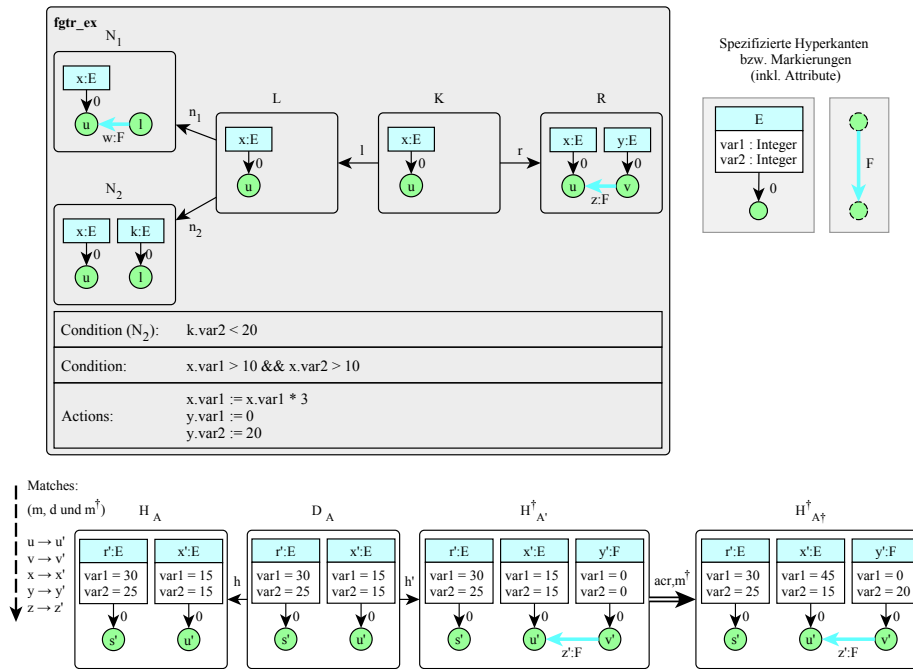 fgtr_ex
N1
x:E
0
u
l
w:F
n1
L
x:E
0
u
l
K
x:E
0
u
r
R
x:E
y:E
0
0
u
v
z:F
N2
n2
x:E
k:E
0
0
u
l
Condition (N2): k.var2 < 20
Condition: x.var1 > 10 && x.var2 > 10
Actions:
x.var1 := x.var1 * 3
y.var1 := 0
y.var2 := 20
Spezifizierte Hyperkanten
bzw. Markierungen
(inkl. Attribute)
E
var1 : Integer
var2 : Integer
0
F
Matches:
(m, d und m†)
u → u'
v → v'
x → x'
y → y'
z → z'
H A
r':E x':E
var1 = 30 var1 = 15
var2 = 25 var2 = 15
0 0
s' u'
h
D A
r':E x':E
var1 = 30 var1 = 15
var2 = 25 var2 = 15
0 0
s' u'
h'
H† A'
r':E x':E y':F
var1 = 30 var1 = 15 var1 = 0
var2 = 25 var2 = 15 var2 = 0
0 0 0
s' u' v'
z':F
acr,m†
H† A†
r':E x':E y':F
var1 = 30 var1 = 45 var1 = 0
var2 = 25 var2 = 15 var2 = 20
0 0 0
s' u' v'
z':F